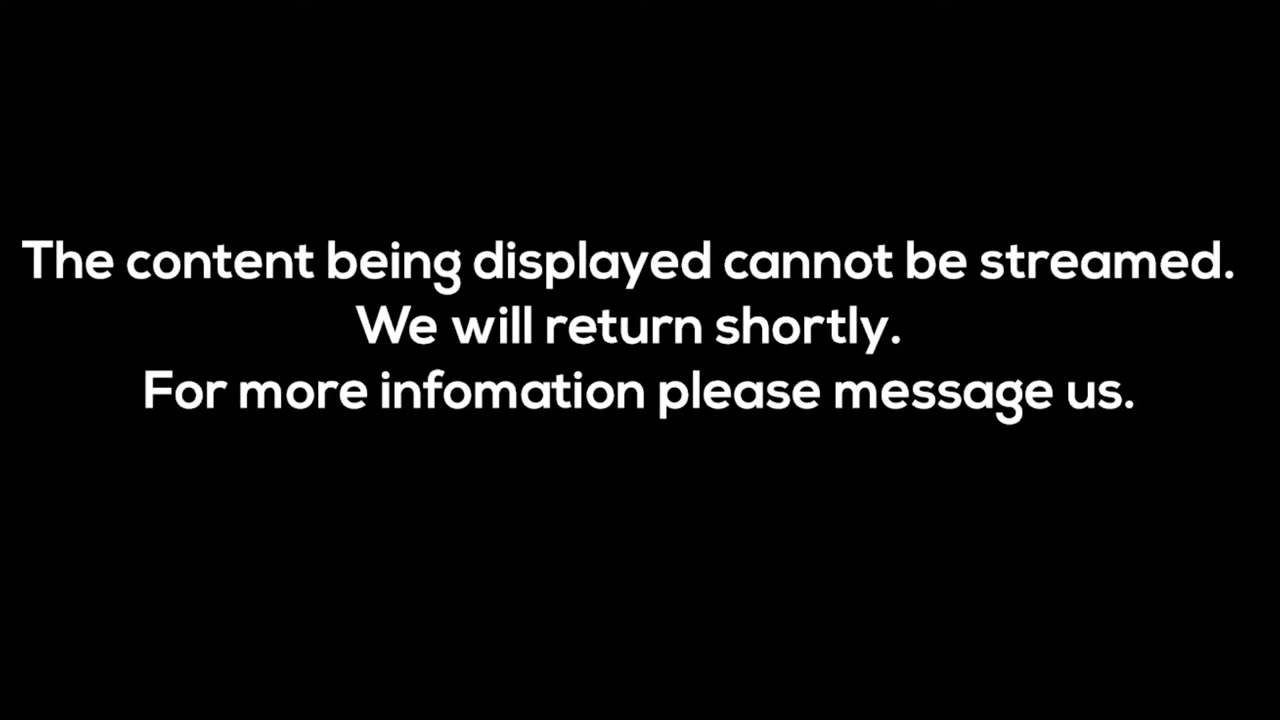 The content being displayed cannot be streamed.
We will return shortly.
For more infomation please message us.